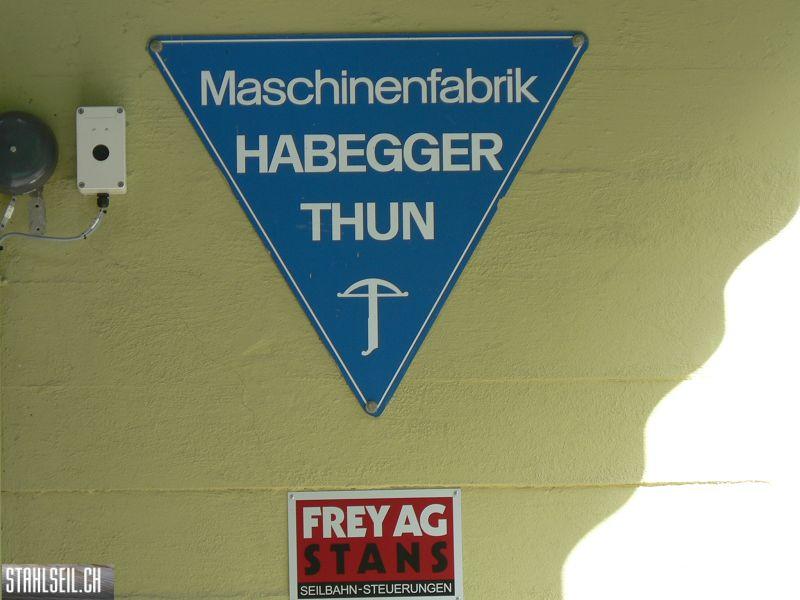 Maschinenfabrik
HABEGGER
THUN
FREY AG
STANS
SEILBAHN-STEUERUNGEN
STAHLSEIL.CH